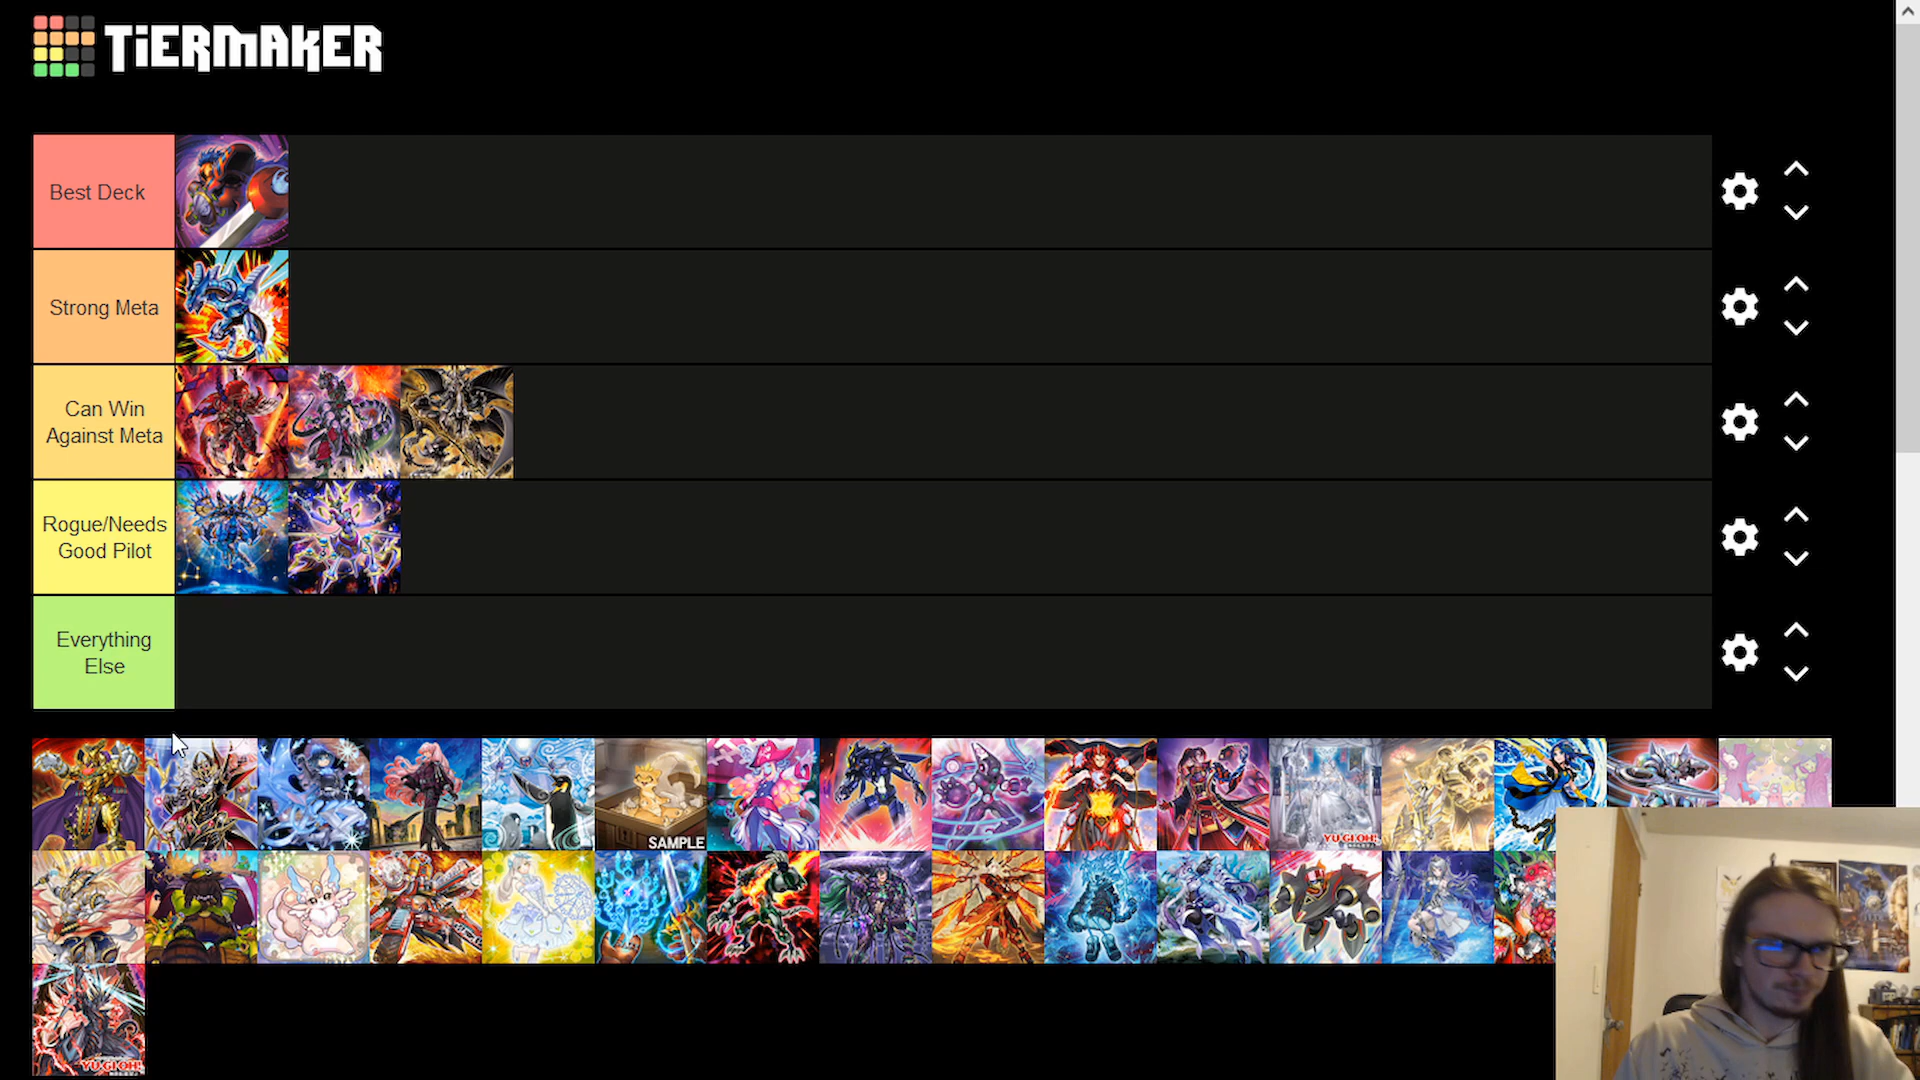 TiERMAKER
Best Deck
Strong Meta
Can Win
Against Meta
Rogue/Needs
Good Pilot
Everything
Else
SAMPLE
YU-GI-OH!
YU-GI-OH!